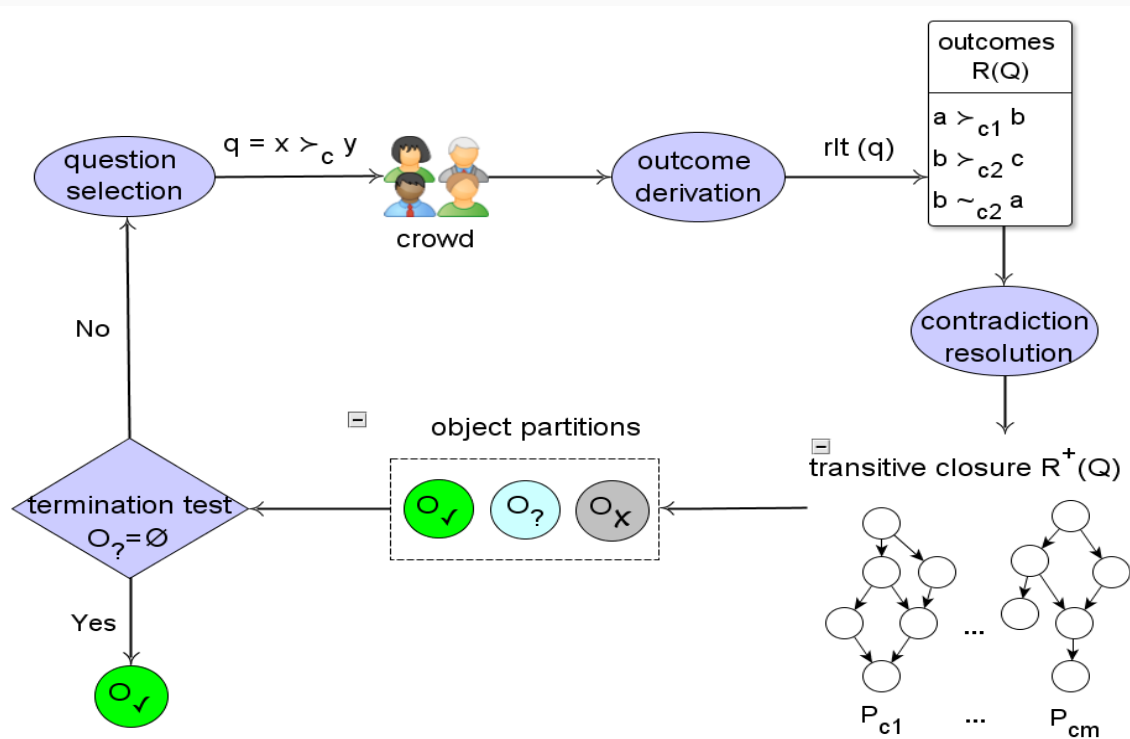 question
selection
q = x ≻c y
crowd
outcome
derivation
rlt (q)
outcomes
R(Q)
a ≻c1 b
b ≻c2 c
b ~c2 a
contradiction
resolution
transitive closure R+(Q)
...
Pc1 ... Pcm
object partitions
O✓ O? Ox
termination test
O?=Ø
No
Yes
O✓